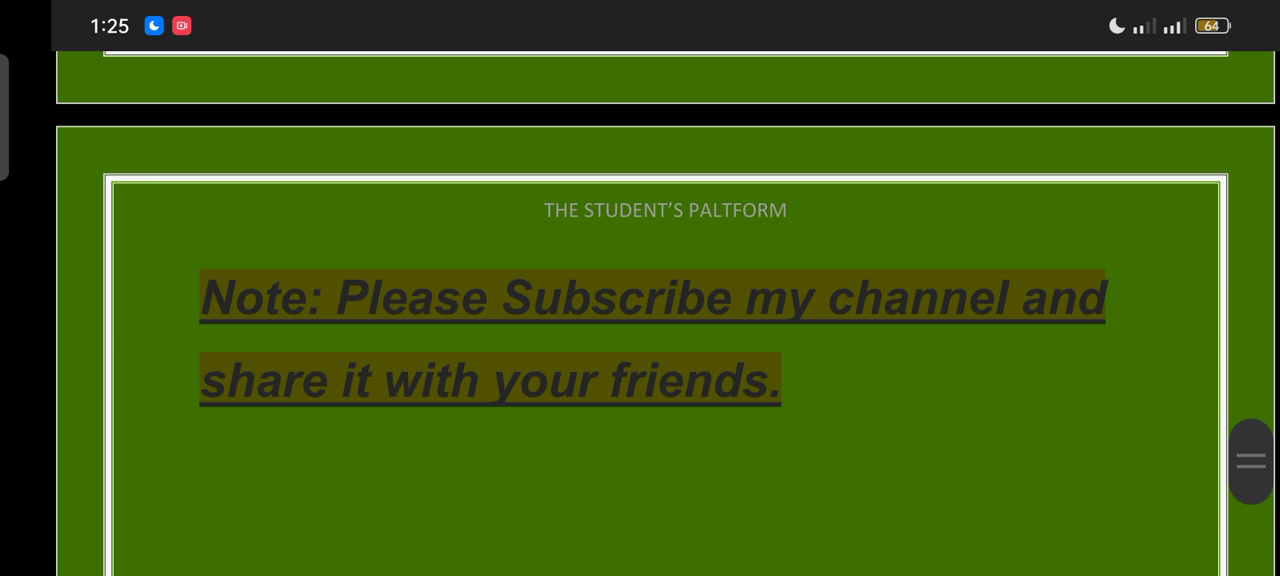 1:25
64
THE STUDENT’S PALTFORM
Note: Please Subscribe my channel and
share it with your friends.